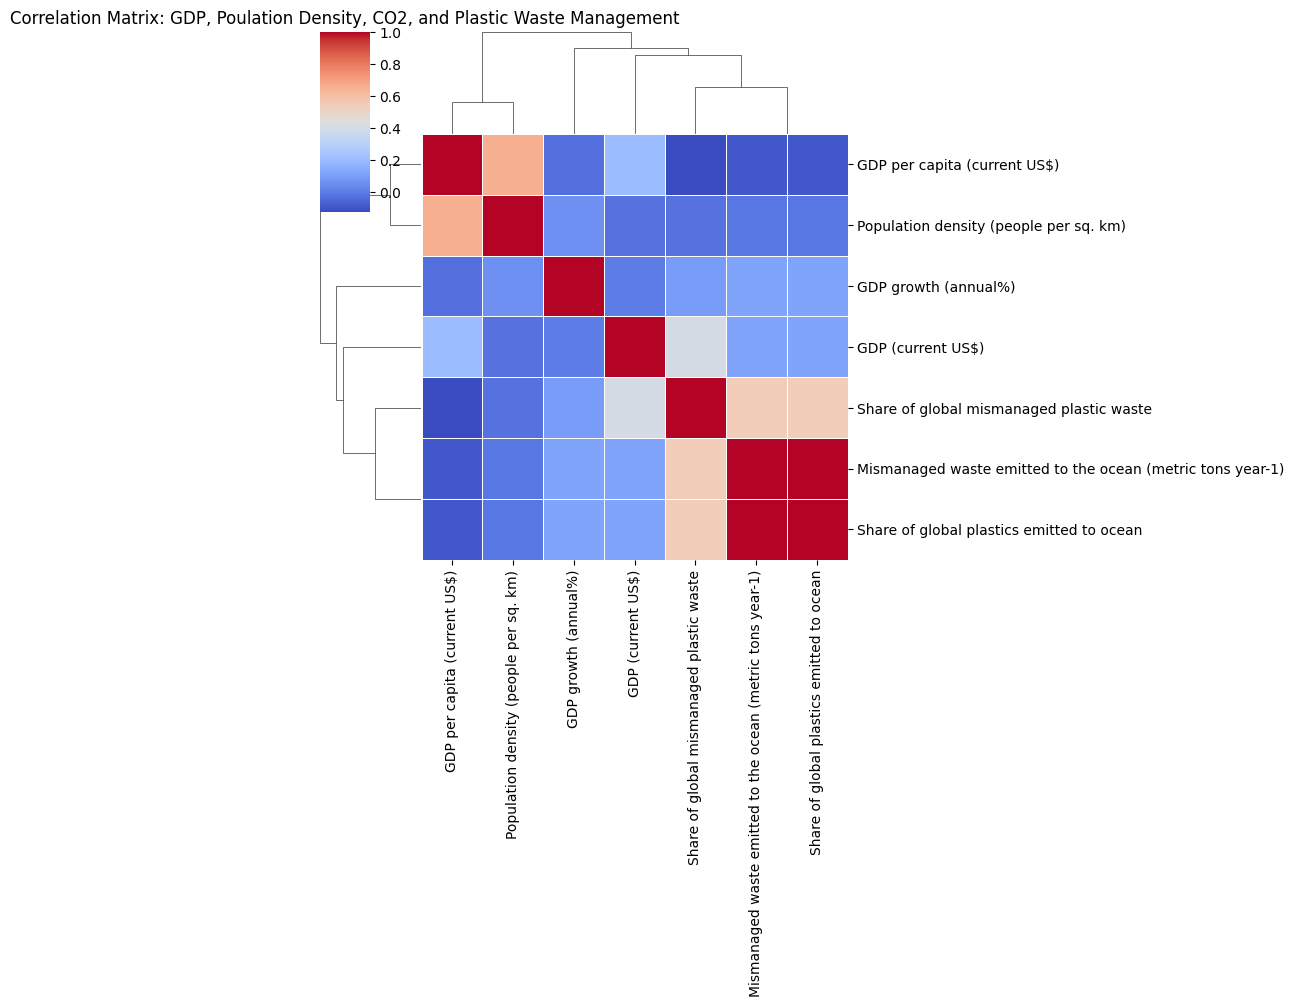 Correlation Matrix: GDP, Poulation Density, CO2, and Plastic Waste Management
1.0
0.8
0.6
0.4
0.2
0.0
GDP per capita (current US$)
Population density (people per sq. km)
GDP growth (annual%)
GDP (current US$)
Share of global mismanaged plastic waste
Mismanaged waste emitted to the ocean (metric tons year-1)
Share of global plastics emitted to ocean
GDP per capita (current US$)
Population density (people per sq. km)
GDP growth (annual%)
GDP (current US$)
Share of global mismanaged plastic waste
Mismanaged waste emitted to the ocean (metric tons year-1)
Share of global plastics emitted to ocean